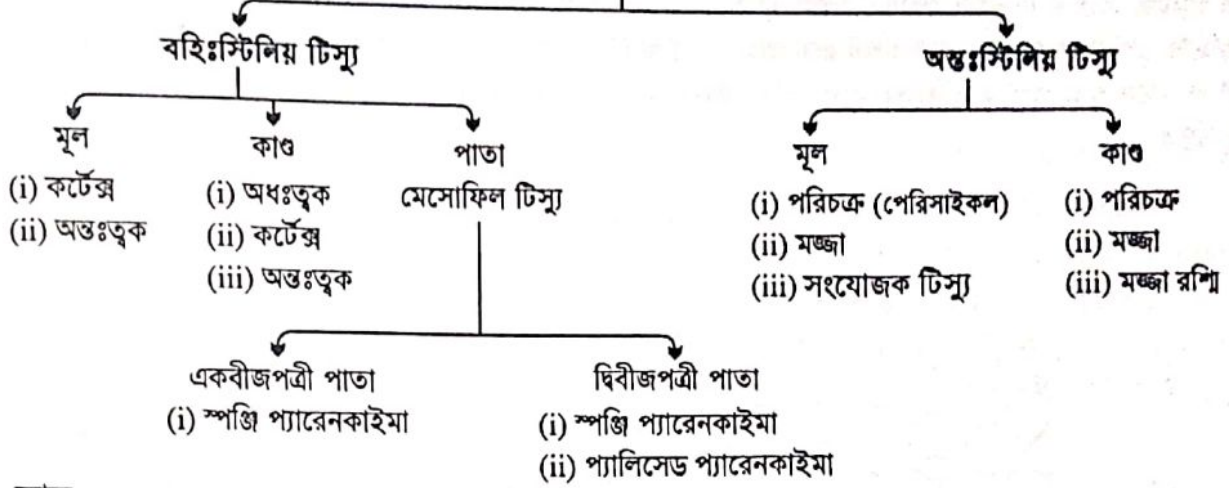 বহিঃস্টিলিয় টিস্যু
অন্তঃস্টিলিয় টিস্যু
মূল
(i) কর্টেক্স
(ii) অন্তঃত্বক
কাণ্ড
(i) অধঃত্বক
(ii) কর্টেক্স
(iii) অন্তঃত্বক
পাতা
মেসোফিল টিস্যু
মূল
(i) পরিচক্র (পেরিসাইকল)
(ii) মজ্জা
(iii) সংযোজক টিস্যু
কাণ্ড
(i) পরিচক্র
(ii) মজ্জা
(iii) মজ্জা রশ্মি
একবীজপত্রী পাতা
(i) স্পঞ্জি প্যারেনকাইমা
দ্বিবীজপত্রী পাতা
(i) স্পঞ্জি প্যারেনকাইমা
(ii) প্যালিসেড প্যারেনকাইমা